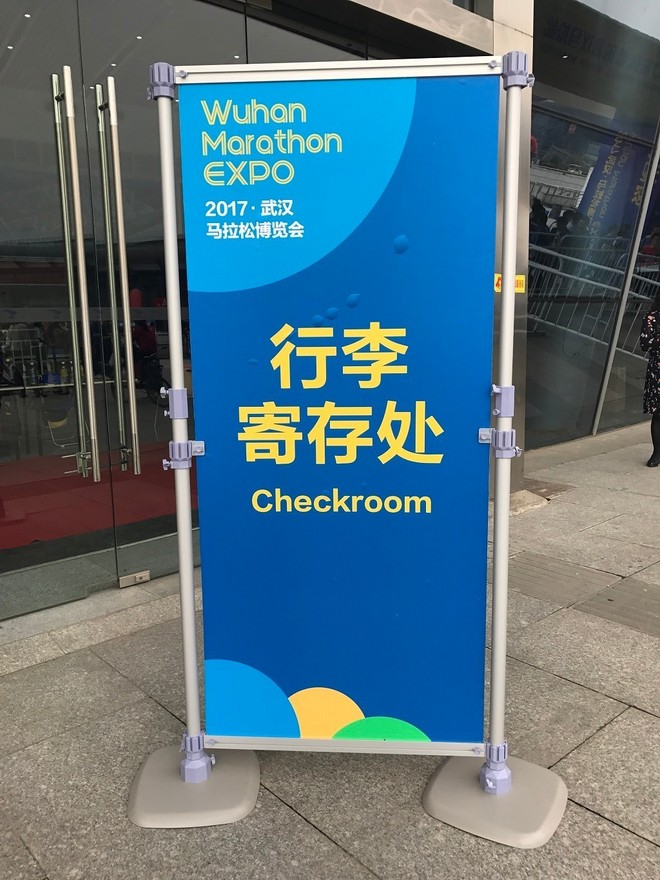 Wuhan
Marathon
EXPO
2017·武汉
马拉松博览会
行李
寄存处
Checkroom